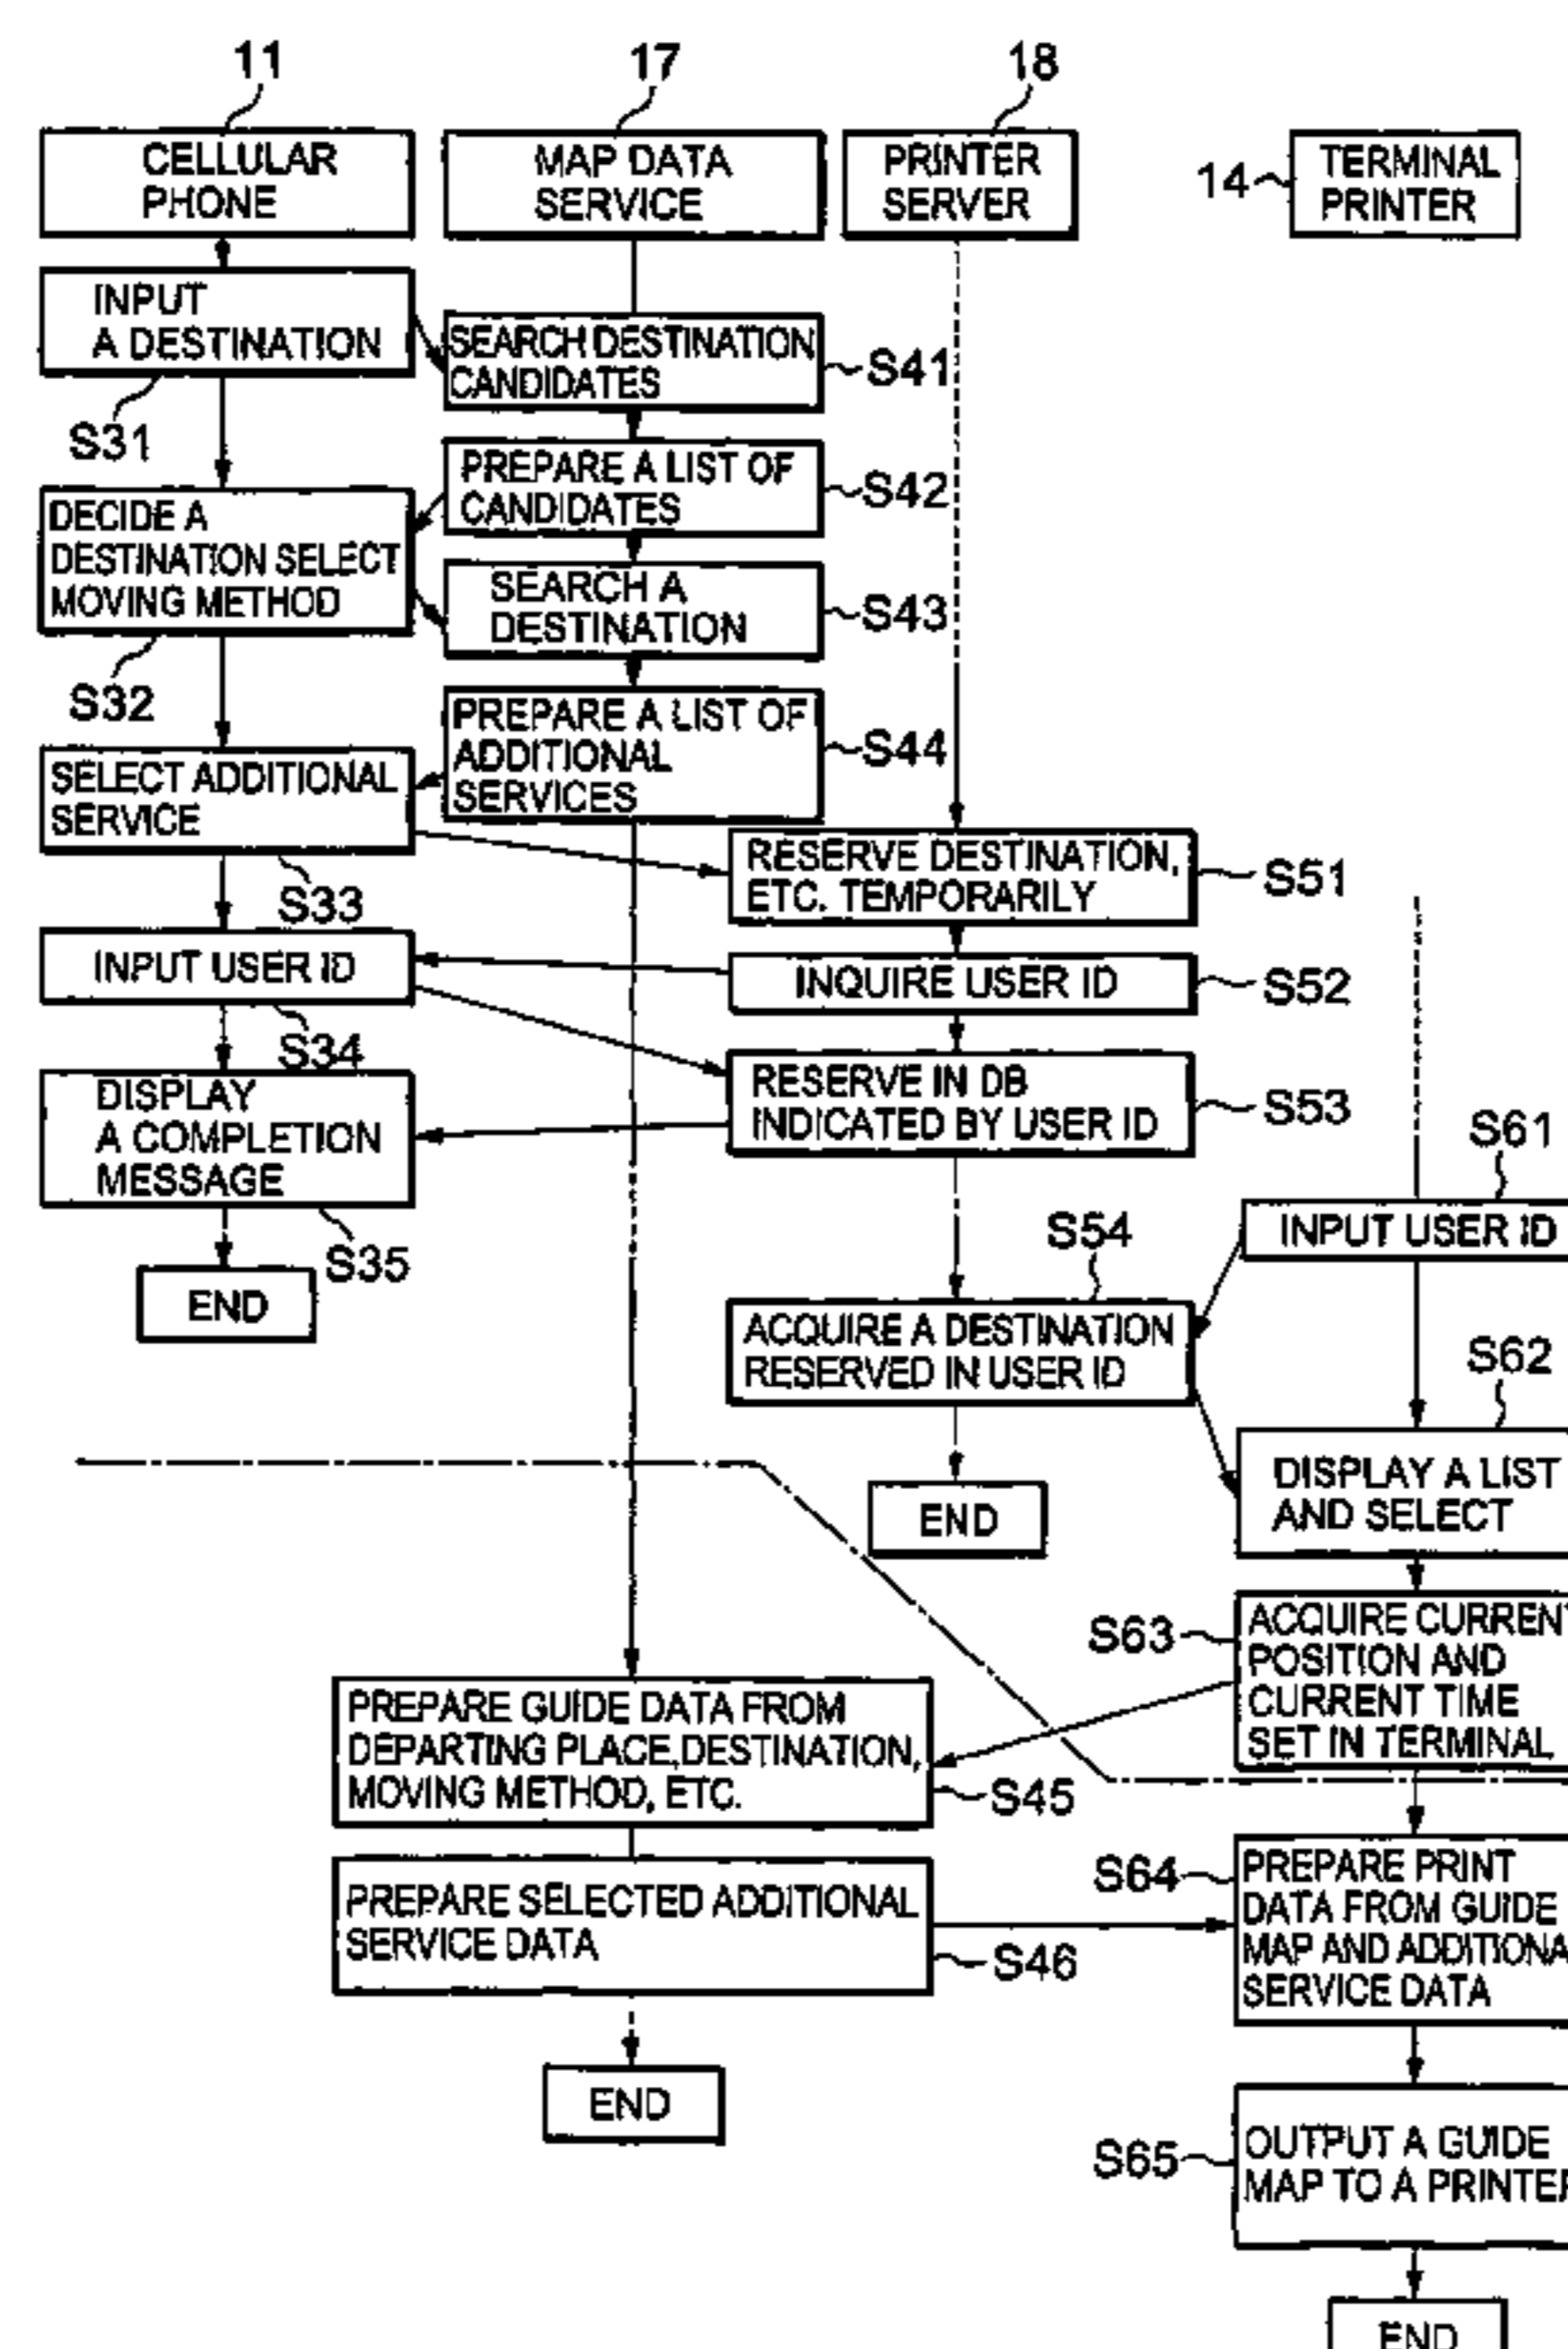 11
17
18
CELLULAR
PHONE
MAP DATA
SERVICE
PRINTER
SERVER
14
TERMINAL
PRINTER
INPUT
A DESTINATION
S31
SEARCH DESTINATION
CANDIDATES
S41
PREPARE A LIST OF
CANDIDATES
S42
DECIDE A
DESTINATION SELECT
MOVING METHOD
S32
SEARCH A
DESTINATION
S43
PREPARE A LIST OF
ADDITIONAL
SERVICES
S44
SELECT ADDITIONAL
SERVICE
S33
RESERVE DESTINATION,
ETC. TEMPORARILY
S51
INPUT USER ID
S34
INQUIRE USER ID
S52
RESERVE IN DB
INDICATED BY USER ID
S53
DISPLAY
A COMPLETION
MESSAGE
S35
END
S61
INPUT USER ID
S54
ACQUIRE A DESTINATION
RESERVED IN USER ID
S62
DISPLAY A LIST
AND SELECT
END
S63
ACQUIRE CURRENT
POSITION AND
CURRENT TIME
SET IN TERMINAL
PREPARE GUIDE DATA FROM
DEPARTING PLACE,DESTINATION,
MOVING METHOD, ETC.
S45
S64
PREPARE PRINT
DATA FROM GUIDE
MAP AND ADDITIONA
SERVICE DATA
PREPARE SELECTED ADDITIONAL
SERVICE DATA
S46
END
S65
OUTPUT A GUIDE
MAP TO A PRINTER
END